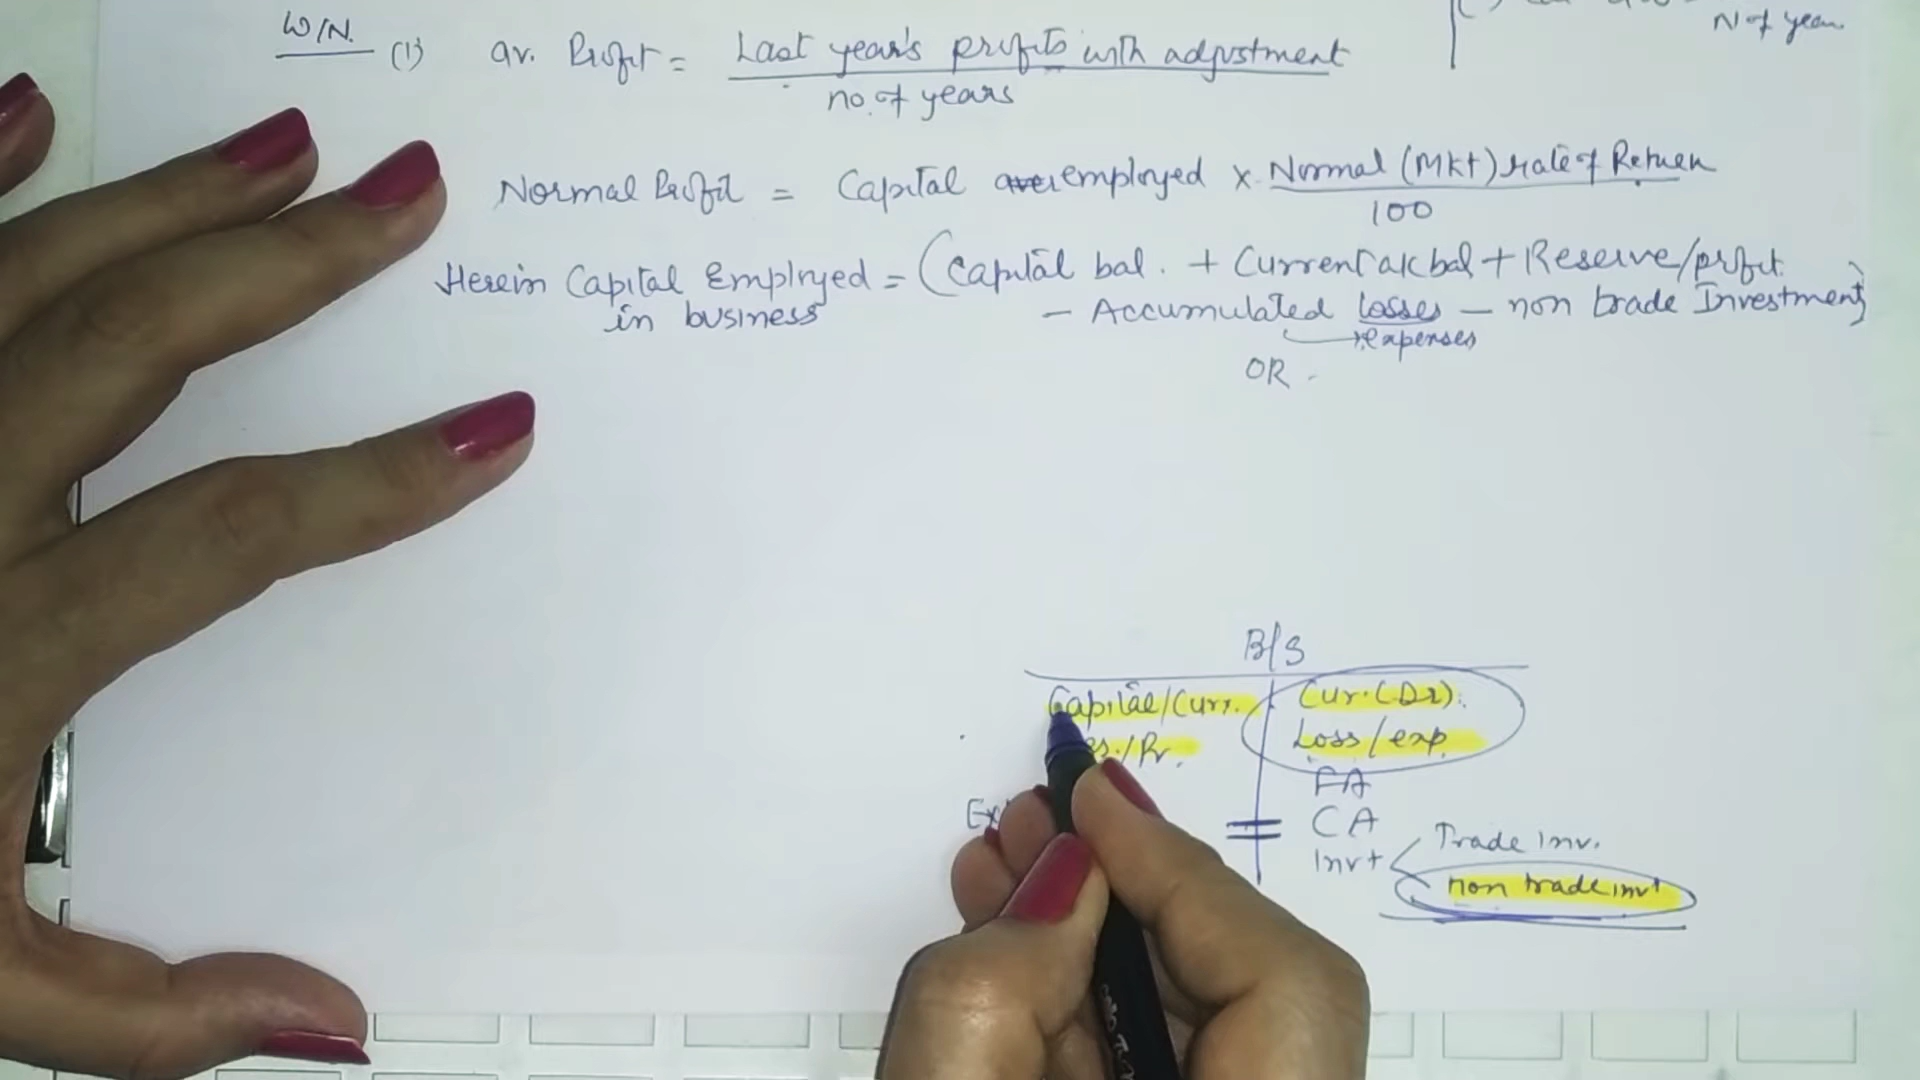 N of year
W/N. (1) av. Profit = Last year's profits with adjustment
no. of years
Normal Profit = Capital employed × Normal (Mkt) rate of Return
100
Herein Capital Employed = (Capital bal. + Current a/c bal + Reserve/profit
in business - Accumulated losses - non trade Investment)
expenses
OR
B/S
Capital/Curr. Cur. (Dr).
/Pr. Loss/exp.
FA
CA
Trade inv.
Invt
non trade invt